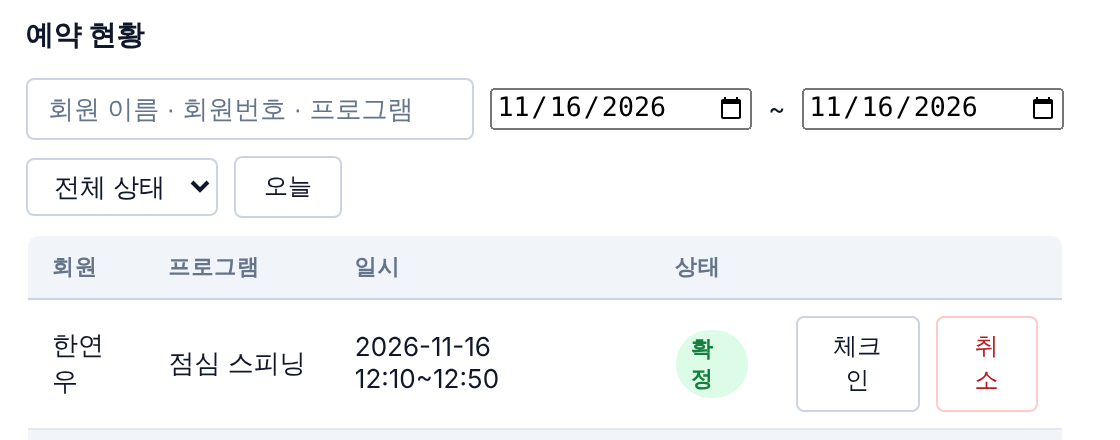 예약 현황
회원 이름 · 회원번호 · 프로그램
11/16/2026 ~ 11/16/2026
전체 상태 오늘
회원 프로그램 일시 상태
한연
우
점심 스피닝
2026-11-16
12:10~12:50
확
정
체크
인
취
소